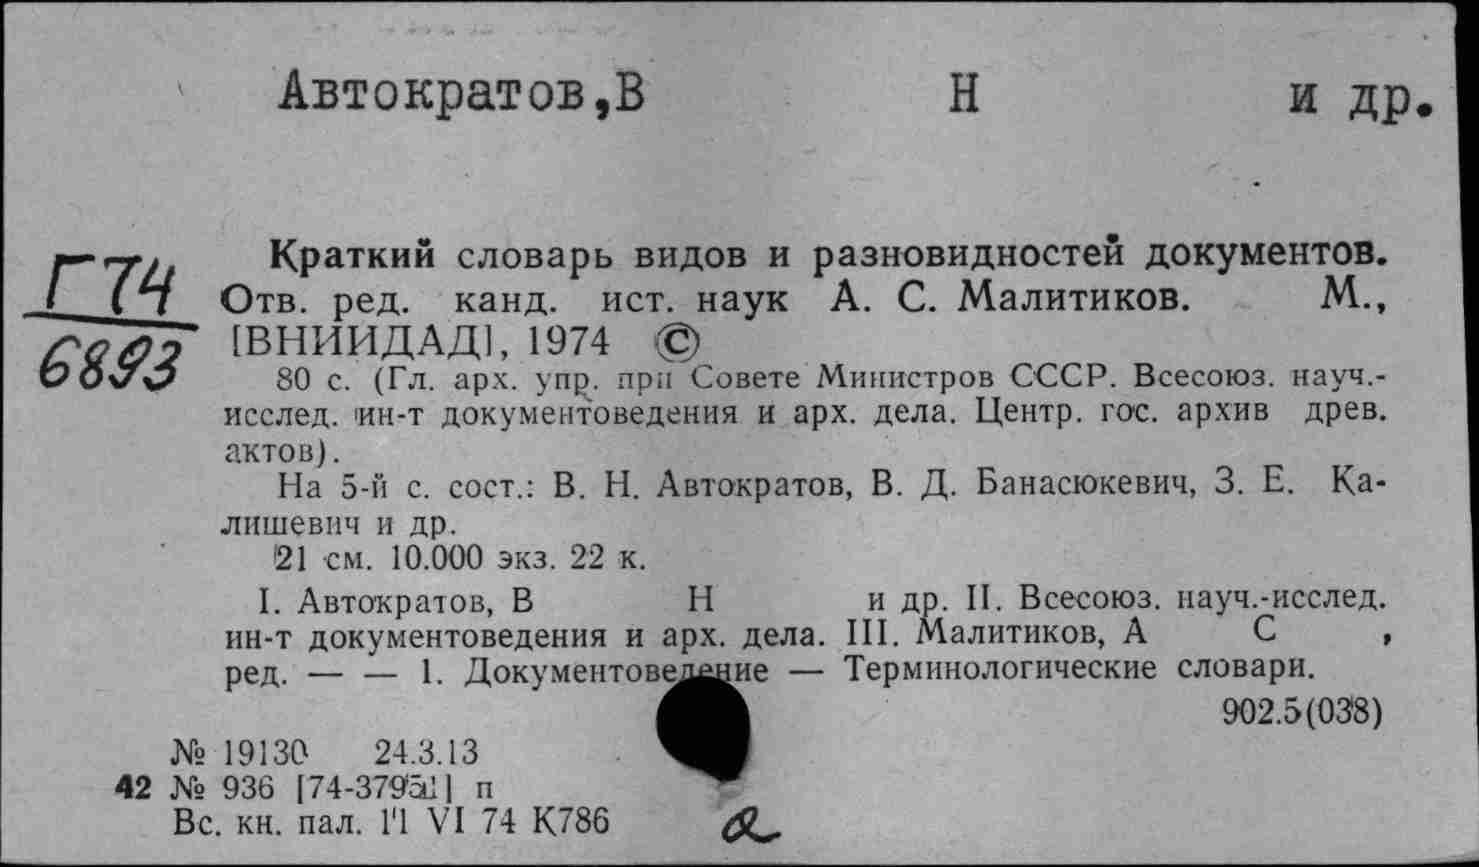 Автократов,В Н и др.
Г74
6893
Краткий словарь видов и разновидностей документов.
Отв. ред. канд. ист. наук А. С. Малитиков. М.,
[ВНИИДАД], 1974 ©
80 с. (Гл. арх. упр. при Совете Министров СССР. Всесоюз. науч.-
исслед. ин-т документоведения и арх. дела. Центр. гос. архив древ.
актов).
На 5-й с. сост.: В. Н. Автократов, В. Д. Банасюкевич, З. Е. Ка-
лишевич и др.
21 см. 10.000 экз. 22 к.
I. Автократов, В Н и др. II. Всесоюз. науч.-исслед.
ин-т документоведения и арх. дела. III. Малитиков, А С ,
ред. — — 1. Документоведение — Терминологические словари.
902.5(038)
№ 19130 24.3.13
42 № 936 п
Вс. кн. пал. VI 74 К786